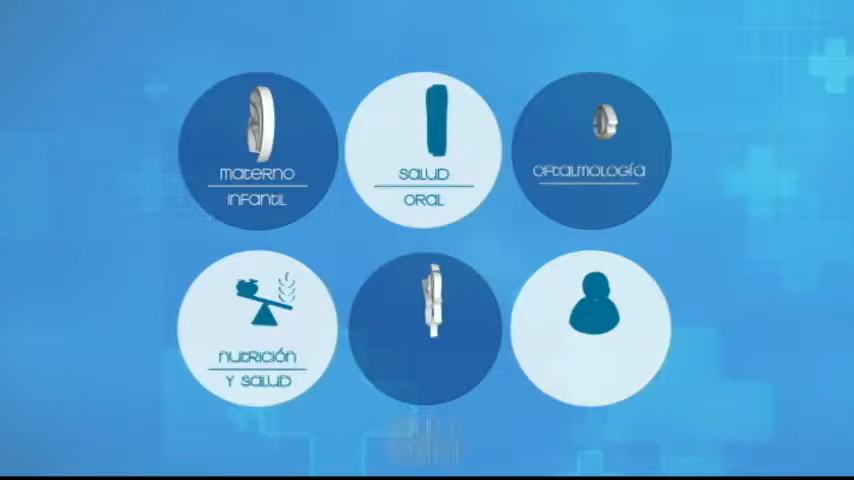 MATERNO
INFANTIL
SALUD
ORAL
OFTALMOLOGÍA
NUTRICIÓN
Y SALUD